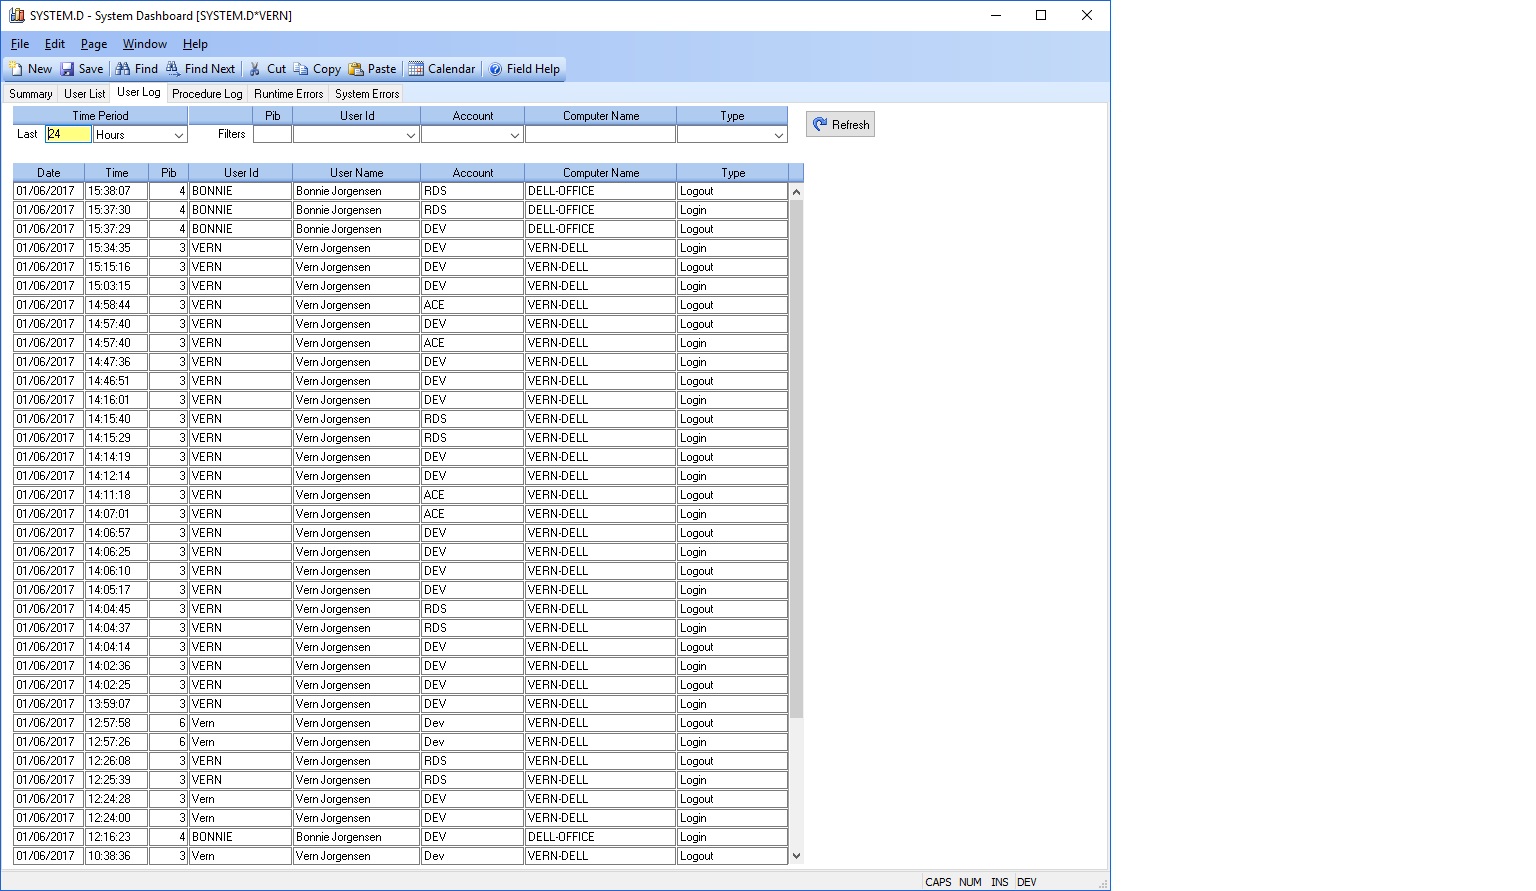 SYSTEM.D - System Dashboard [SYSTEM.D*VERN]
File Edit Page Window Help
New Save Find Find Next Cut Copy Paste Calendar Field Help
Summary User List User Log Procedure Log Runtime Errors System Errors
Time Period Pib User Id Account Computer Name Type
Last 24 Hours Filters Refresh
Date Time Pib User Id User Name Account Computer Name Type
01/06/2017 15:38:07 4 BONNIE Bonnie Jorgensen RDS DELL-OFFICE Logout
01/06/2017 15:37:30 4 BONNIE Bonnie Jorgensen RDS DELL-OFFICE Login
01/06/2017 15:37:29 4 BONNIE Bonnie Jorgensen DEV DELL-OFFICE Logout
01/06/2017 15:34:35 3 VERN Vern Jorgensen DEV VERN-DELL Login
01/06/2017 15:15:16 3 VERN Vern Jorgensen DEV VERN-DELL Logout
01/06/2017 15:03:15 3 VERN Vern Jorgensen DEV VERN-DELL Login
01/06/2017 14:58:44 3 VERN Vern Jorgensen ACE VERN-DELL Logout
01/06/2017 14:57:40 3 VERN Vern Jorgensen DEV VERN-DELL Logout
01/06/2017 14:57:40 3 VERN Vern Jorgensen ACE VERN-DELL Login
01/06/2017 14:47:36 3 VERN Vern Jorgensen DEV VERN-DELL Login
01/06/2017 14:46:51 3 VERN Vern Jorgensen DEV VERN-DELL Logout
01/06/2017 14:16:01 3 VERN Vern Jorgensen DEV VERN-DELL Login
01/06/2017 14:15:40 3 VERN Vern Jorgensen RDS VERN-DELL Logout
01/06/2017 14:15:29 3 VERN Vern Jorgensen RDS VERN-DELL Login
01/06/2017 14:14:19 3 VERN Vern Jorgensen DEV VERN-DELL Logout
01/06/2017 14:12:14 3 VERN Vern Jorgensen DEV VERN-DELL Login
01/06/2017 14:11:18 3 VERN Vern Jorgensen ACE VERN-DELL Logout
01/06/2017 14:07:01 3 VERN Vern Jorgensen ACE VERN-DELL Login
01/06/2017 14:06:57 3 VERN Vern Jorgensen DEV VERN-DELL Logout
01/06/2017 14:06:25 3 VERN Vern Jorgensen DEV VERN-DELL Login
01/06/2017 14:06:10 3 VERN Vern Jorgensen DEV VERN-DELL Logout
01/06/2017 14:05:17 3 VERN Vern Jorgensen DEV VERN-DELL Login
01/06/2017 14:04:45 3 VERN Vern Jorgensen RDS VERN-DELL Logout
01/06/2017 14:04:37 3 VERN Vern Jorgensen RDS VERN-DELL Login
01/06/2017 14:04:14 3 VERN Vern Jorgensen DEV VERN-DELL Logout
01/06/2017 14:02:36 3 VERN Vern Jorgensen DEV VERN-DELL Login
01/06/2017 14:02:25 3 VERN Vern Jorgensen DEV VERN-DELL Logout
01/06/2017 13:59:07 3 VERN Vern Jorgensen DEV VERN-DELL Login
01/06/2017 12:57:58 6 Vern Vern Jorgensen Dev VERN-DELL Logout
01/06/2017 12:57:26 6 Vern Vern Jorgensen Dev VERN-DELL Login
01/06/2017 12:26:08 3 VERN Vern Jorgensen RDS VERN-DELL Logout
01/06/2017 12:25:39 3 VERN Vern Jorgensen RDS VERN-DELL Login
01/06/2017 12:24:28 3 Vern Vern Jorgensen DEV VERN-DELL Logout
01/06/2017 12:24:00 3 Vern Vern Jorgensen DEV VERN-DELL Login
01/06/2017 12:16:23 4 BONNIE Bonnie Jorgensen DEV DELL-OFFICE Login
01/06/2017 10:38:36 3 Vern Vern Jorgensen Dev VERN-DELL Logout
CAPS NUM INS DEV